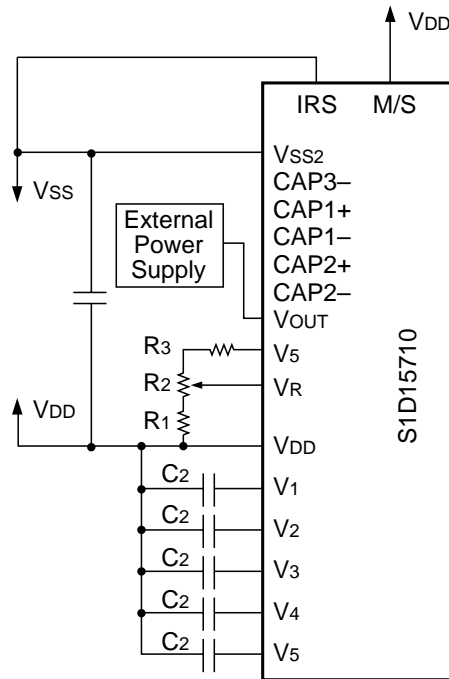 VDD
IRS M/S
VSS2
VSS
CAP3–
External
Power
Supply
CAP1+
CAP1–
CAP2+
CAP2–
VOUT
R3
V5
R2
VR
R1
VDD
VDD
C2
V1
C2
V2
C2
V3
C2
V4
C2
V5
S1D15710